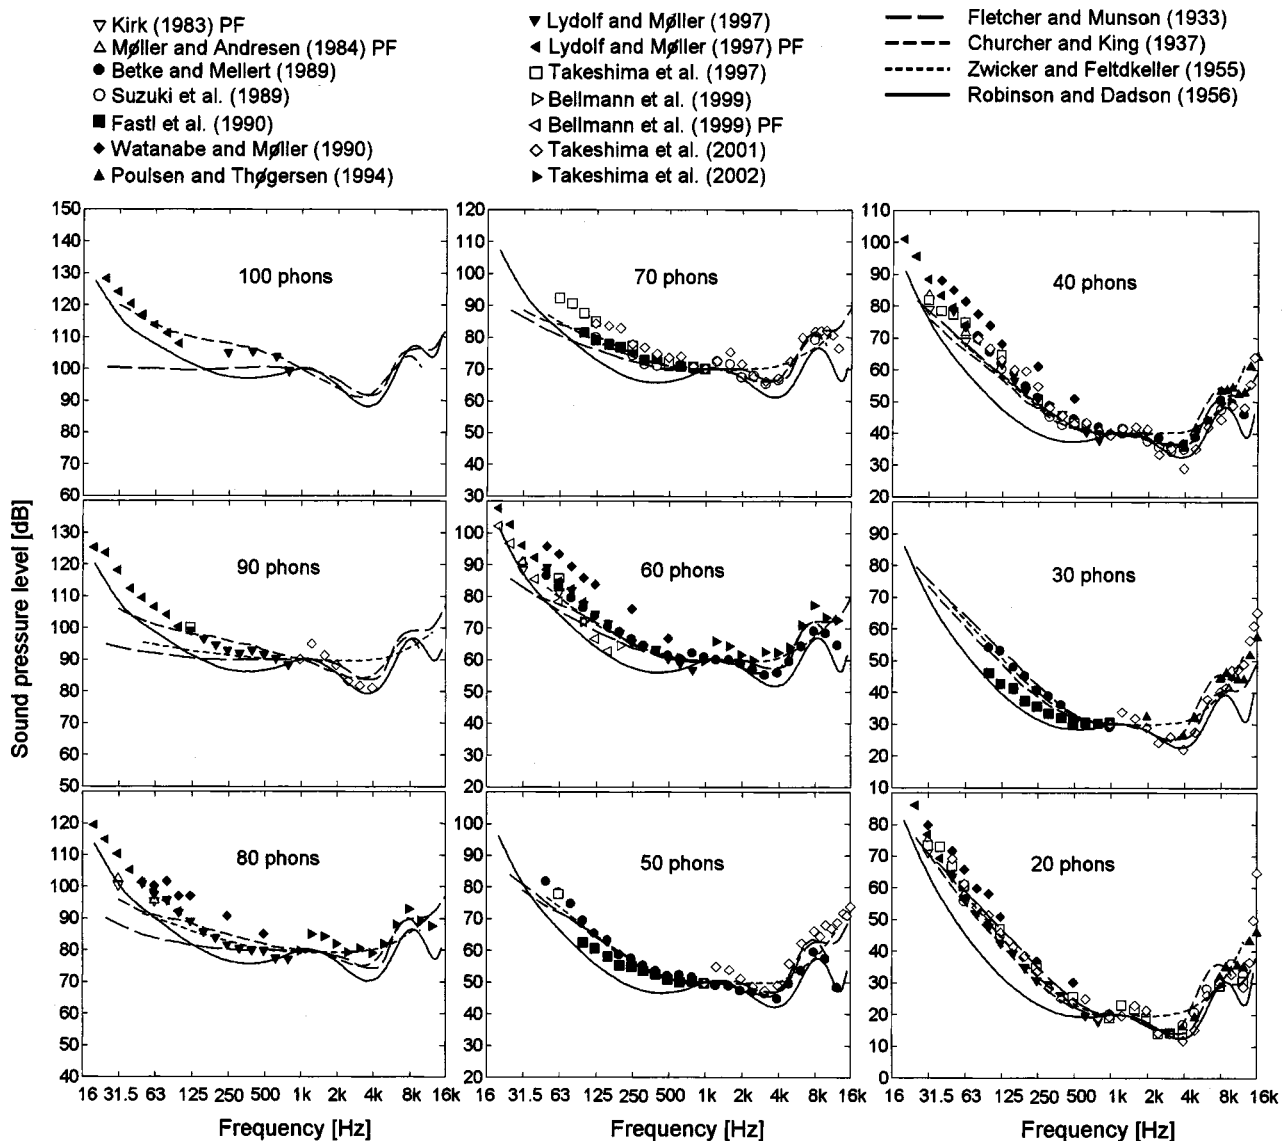 Kirk (1983) PF
Møller and Andresen (1984) PF
Betke and Mellert (1989)
Suzuki et al. (1989)
Fastl et al. (1990)
Watanabe and Møller (1990)
Poulsen and Thøgersen (1994)
Lydolf and Møller (1997)
Lydolf and Møller (1997) PF
Takeshima et al. (1997)
Bellmann et al. (1999)
Bellmann et al. (1999) PF
Takeshima et al. (2001)
Takeshima et al. (2002)
Fletcher and Munson (1933)
Churcher and King (1937)
Zwicker and Feltdkeller (1955)
Robinson and Dadson (1956)
Sound pressure level [dB]
150
140
130
120
110
100
90
80
70
60
100 phons
120
110
100
90
80
70
60
50
40
30
70 phons
110
100
90
80
70
60
50
40
30
20
40 phons
130
120
110
100
90
80
70
60
50
90 phons
100
90
80
70
60
50
40
30
20
60 phons
90
80
70
60
50
40
30
20
10
30 phons
120
110
100
90
80
70
60
50
40
80 phons
100
90
80
70
60
50
40
30
20
50 phons
80
70
60
50
40
30
20
10
0
20 phons
16 31.5 63 125 250 500 1k 2k 4k 8k 16k
16 31.5 63 125 250 500 1k 2k 4k 8k 16k
16 31.5 63 125 250 500 1k 2k 4k 8k 16k
Frequency [Hz]
Frequency [Hz]
Frequency [Hz]